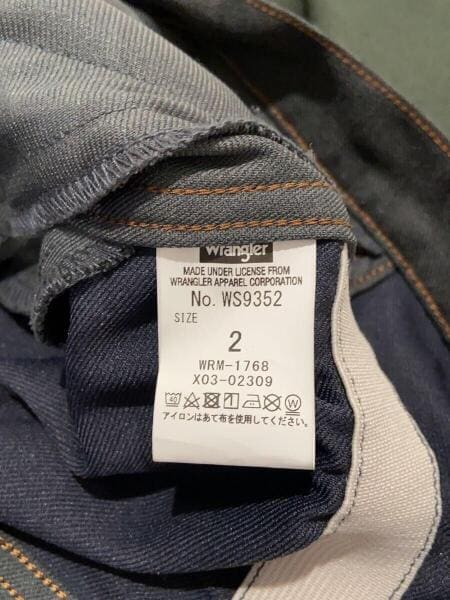 Wrangler
MADE UNDER LICENSE FROM
WRANGLER APPAREL CORPORATION
No. WS9352
SIZE
2
WRM-1768
X03-02309
40 W
アイロンはあて布を使用してください。